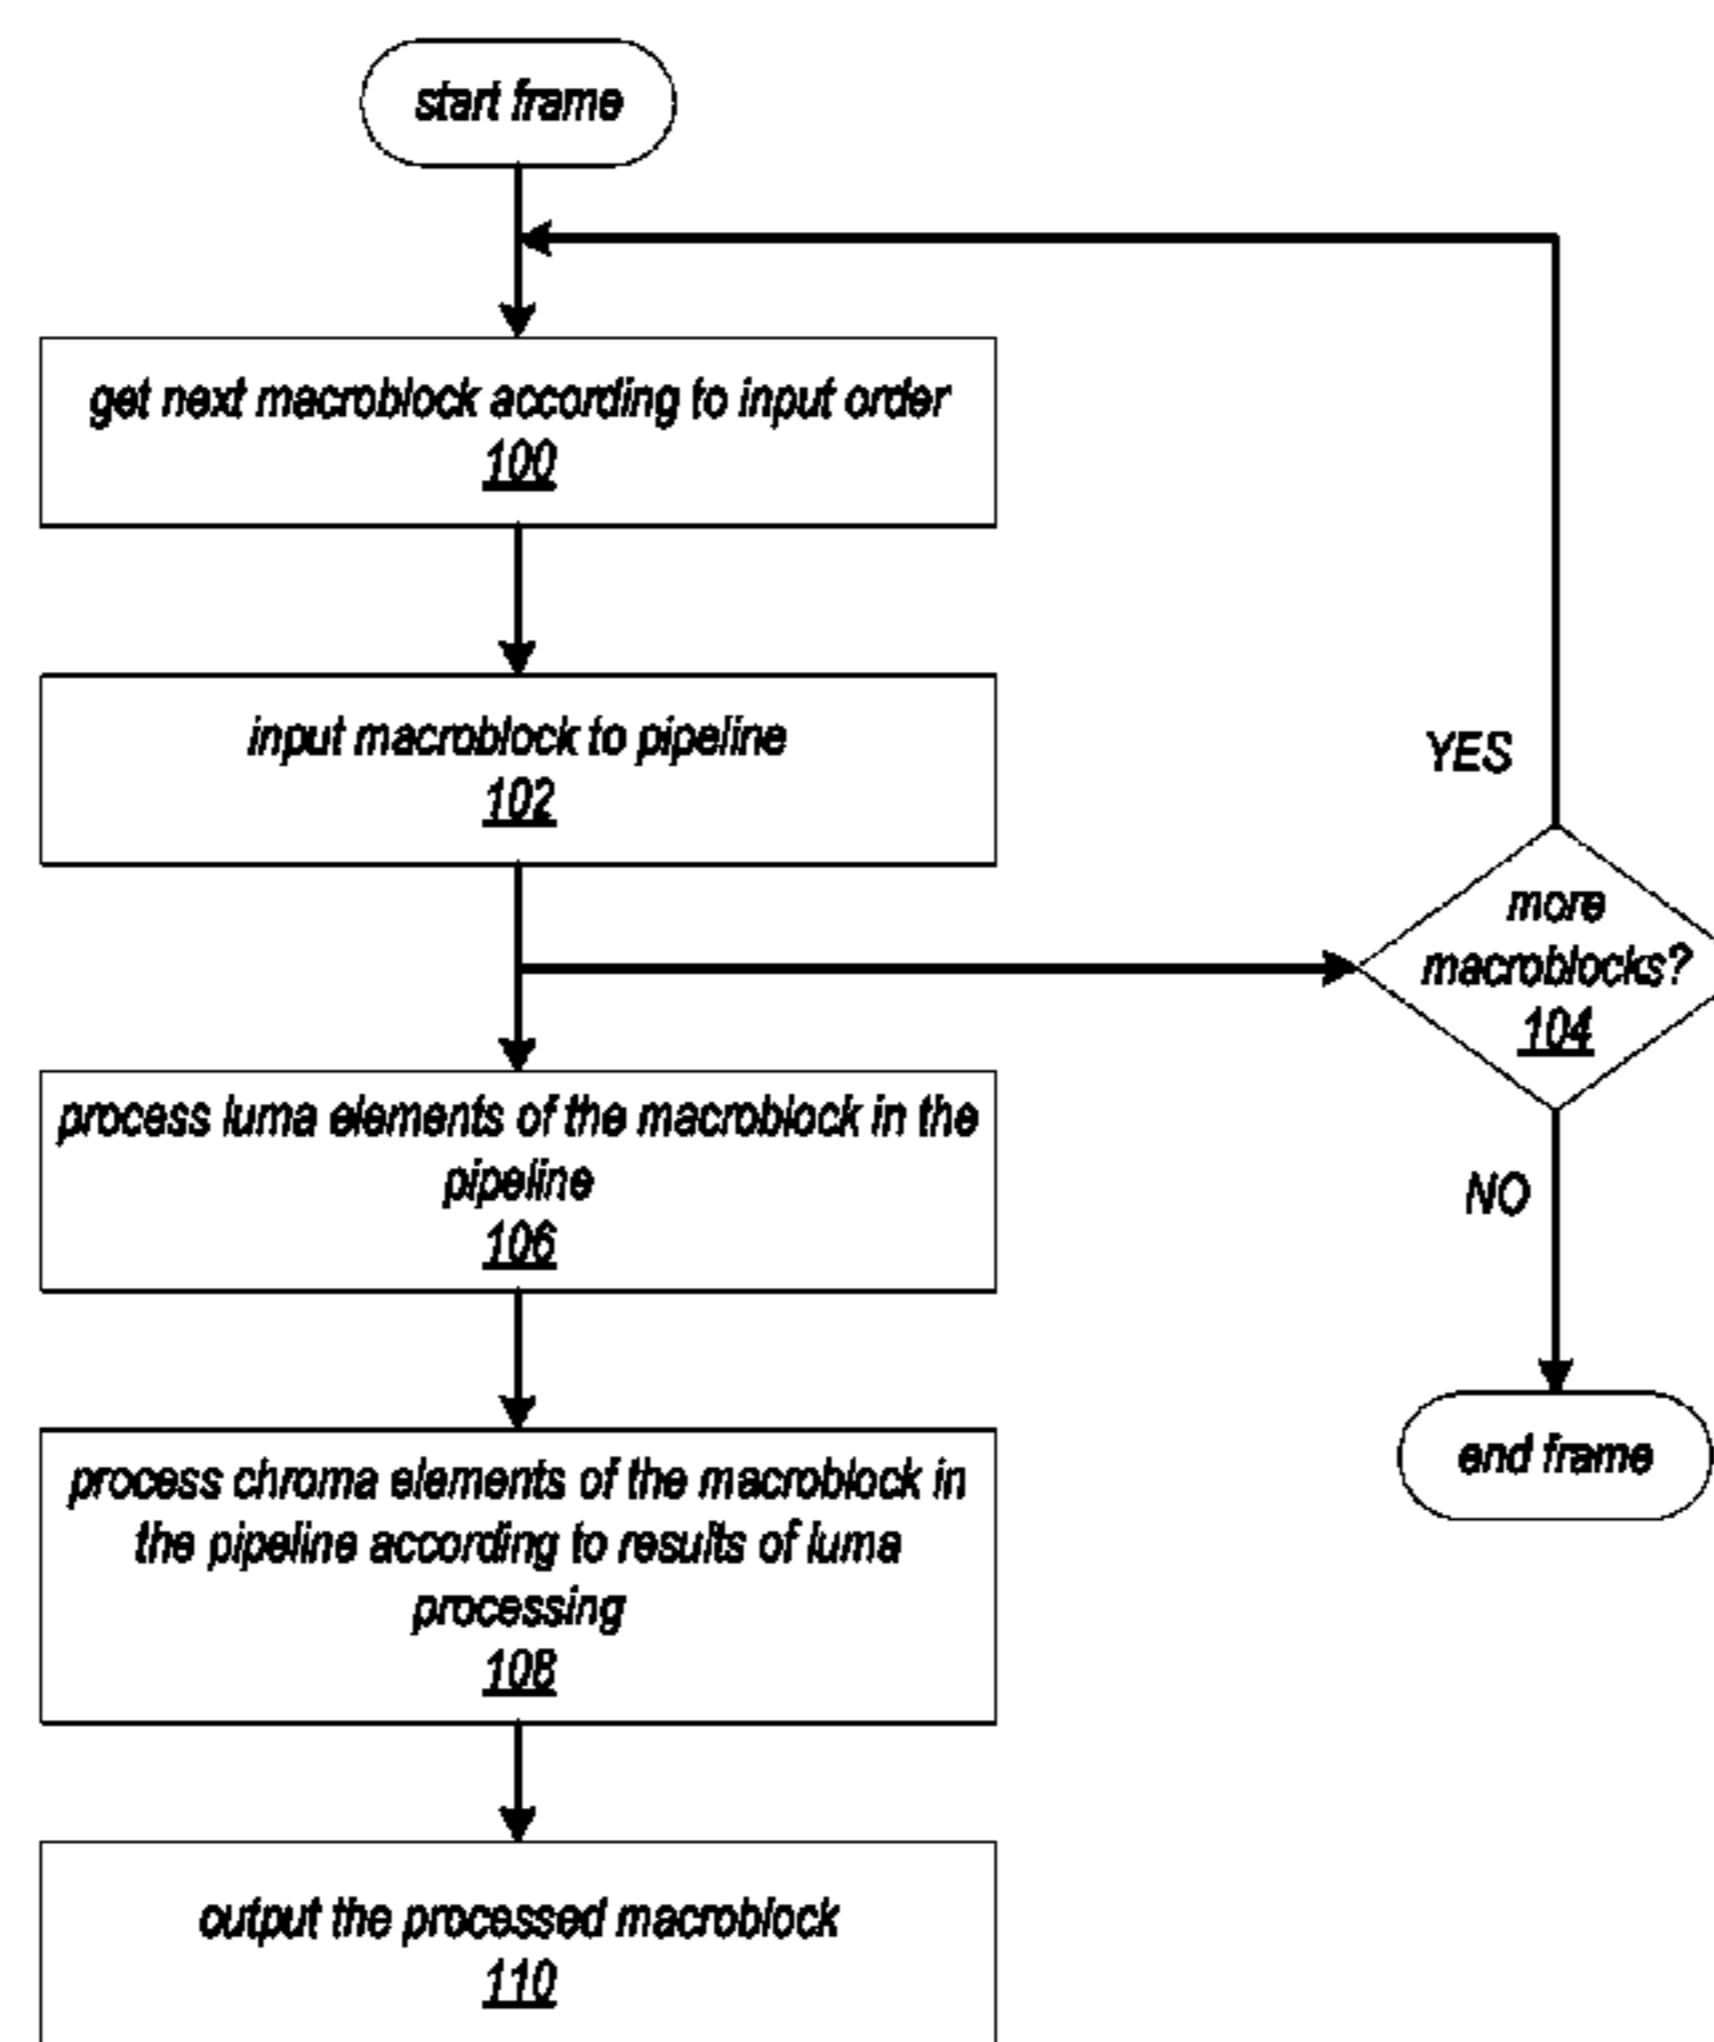 start frame
get next macroblock according to input order
100
input macroblock to pipeline
102
YES
more
macroblocks?
104
process luma elements of the macroblock in the
pipeline
106
NO
process chroma elements of the macroblock in
the pipeline according to results of luma
processing
108
end frame
output the processed macroblock
110